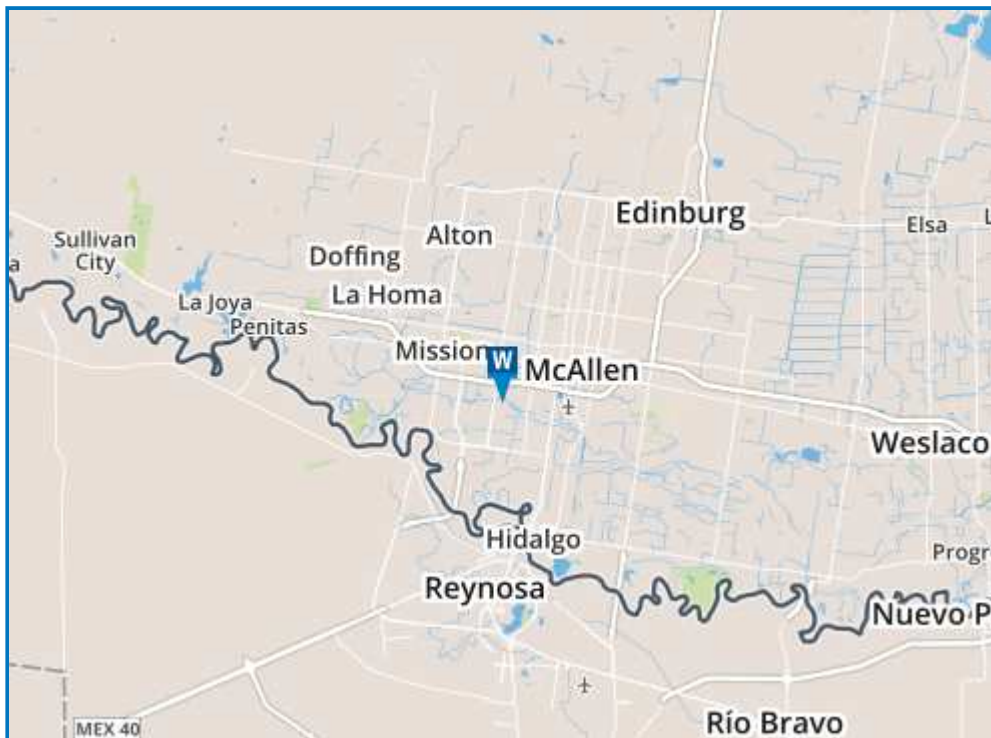 Edinburg
Elsa
L
Alton
Sullivan
City
Doffing
a
La Homa
La Joya
Penitas
Mission
W
McAllen
Weslaco
Hidalgo
Progr
Reynosa
Nuevo P
Río Bravo
MEX 40